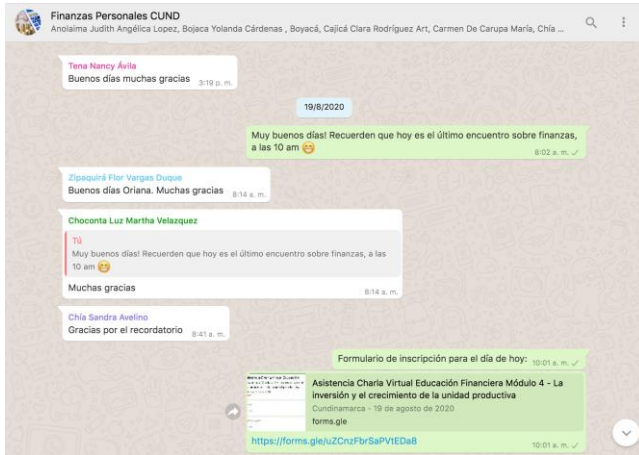 Finanzas Personales CUND
Anolaima Judith Angélica Lopez, Bojaca Yolanda Cárdenas , Boyacá, Cajicá Clara Rodríguez Art, Carmen De Carupa María, Chía ...
Tena Nancy Ávila
Buenos días muchas gracias 3:19 p. m.
19/8/2020
Muy buenos días! Recuerden que hoy es el último encuentro sobre finanzas,
a las 10 am 😁 8:02 a. m.
Zipaquirá Flor Vargas Duque
Buenos días Oriana. Muchas gracias 8:14 a. m.
Choconta Luz Martha Velazquez
Tú
Muy buenos días! Recuerden que hoy es el último encuentro sobre finanzas, a las
10 am 😁
Muchas gracias 8:14 a. m.
Chía Sandra Avelino
Gracias por el recordatorio 8:41 a. m.
Formulario de inscripción para el día de hoy: 10:01 a. m.
Asistencia Charla Virtual Educación Financiera Módulo 4 - La
inversión y el crecimiento de la unidad productiva
Cundinamarca - 19 de agosto de 2020
forms.gle
https://forms.gle/uZCnzFbrSaPVtEDa8 10:01 a. m.